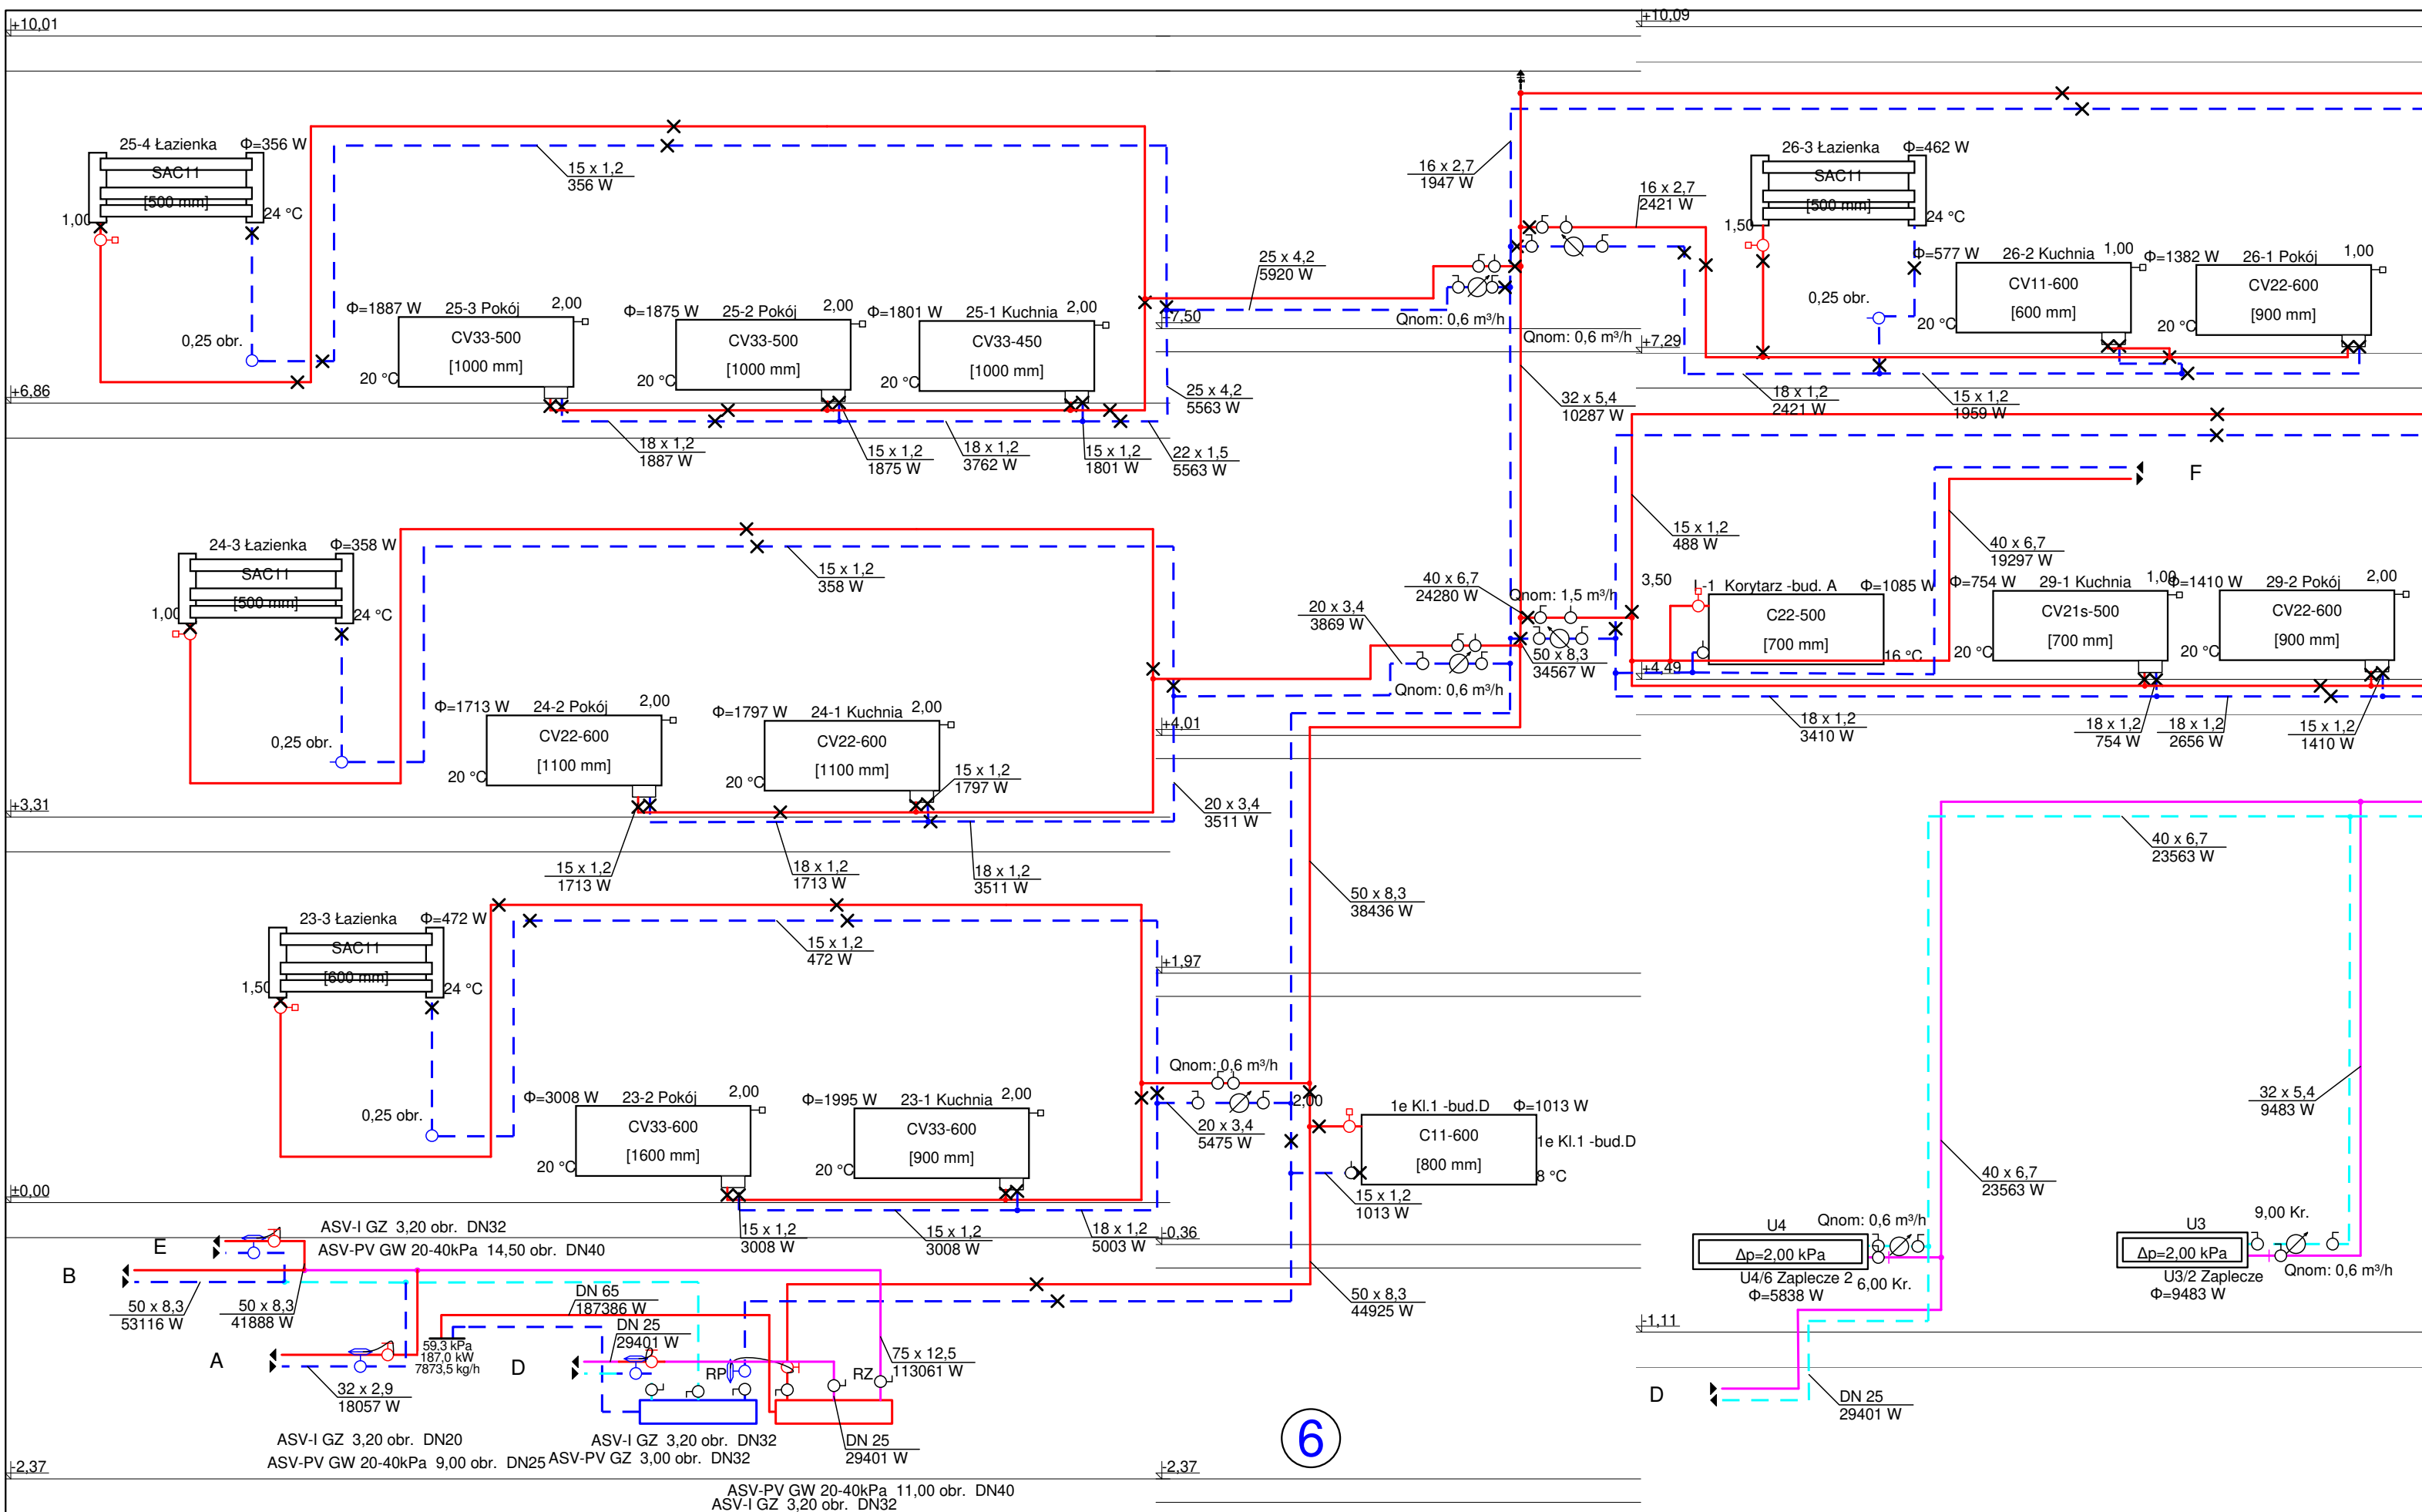 +10,01
+10,09
25-4 Łazienka
Φ=356 W
SAC11
[500 mm]
1,00
24 °C
0,25 obr.
15 x 1,2
356 W
Φ=1887 W
25-3 Pokój
2,00
CV33-500
[1000 mm]
20 °C
Φ=1875 W
25-2 Pokój
2,00
CV33-500
[1000 mm]
20 °C
Φ=1801 W
25-1 Kuchnia
2,00
CV33-450
[1000 mm]
20 °C
+6,86
18 x 1,2
1887 W
15 x 1,2
1875 W
18 x 1,2
3762 W
15 x 1,2
1801 W
22 x 1,5
5563 W
25 x 4,2
5563 W
25 x 4,2
5920 W
+7,50
Qnom: 0,6 m³/h
16 x 2,7
1947 W
16 x 2,7
2421 W
Qnom: 0,6 m³/h
+7,29
32 x 5,4
10287 W
26-3 Łazienka
Φ=462 W
SAC11
[500 mm]
1,50
24 °C
0,25 obr.
Φ=577 W
26-2 Kuchnia
1,00
CV11-600
[600 mm]
20 °C
Φ=1382 W
26-1 Pokój
1,00
CV22-600
[900 mm]
20 °C
18 x 1,2
2421 W
15 x 1,2
1959 W
F
24-3 Łazienka
Φ=358 W
SAC11
[500 mm]
1,00
24 °C
0,25 obr.
15 x 1,2
358 W
Φ=1713 W
24-2 Pokój
2,00
CV22-600
[1100 mm]
20 °C
Φ=1797 W
24-1 Kuchnia
2,00
CV22-600
[1100 mm]
20 °C
15 x 1,2
1797 W
+3,31
15 x 1,2
1713 W
18 x 1,2
1713 W
18 x 1,2
3511 W
20 x 3,4
3511 W
+4,01
20 x 3,4
3869 W
Qnom: 0,6 m³/h
40 x 6,7
24280 W
Qnom: 1,5 m³/h
50 x 8,3
34567 W
15 x 1,2
488 W
3,50
L-1 Korytarz -bud. A
Φ=1085 W
C22-500
[700 mm]
16 °C
+4,49
40 x 6,7
19297 W
Φ=754 W
29-1 Kuchnia
1,00
CV21s-500
[700 mm]
20 °C
Φ=1410 W
29-2 Pokój
2,00
CV22-600
[900 mm]
20 °C
18 x 1,2
3410 W
18 x 1,2
754 W
18 x 1,2
2656 W
15 x 1,2
1410 W
40 x 6,7
23563 W
50 x 8,3
38436 W
23-3 Łazienka
Φ=472 W
SAC11
[600 mm]
1,50
24 °C
0,25 obr.
15 x 1,2
472 W
+1,97
Φ=3008 W
23-2 Pokój
2,00
CV33-600
[1600 mm]
20 °C
Φ=1995 W
23-1 Kuchnia
2,00
CV33-600
[900 mm]
20 °C
Qnom: 0,6 m³/h
20 x 3,4
5475 W
2,00
1e Kl.1 -bud.D
Φ=1013 W
C11-600
[800 mm]
1e Kl.1 -bud.D
8 °C
15 x 1,2
1013 W
±0,00
15 x 1,2
3008 W
15 x 1,2
3008 W
18 x 1,2
5003 W
-0,36
32 x 5,4
9483 W
40 x 6,7
23563 W
U4
Qnom: 0,6 m³/h
Δp=2,00 kPa
U4/6 Zaplecze 2
Φ=5838 W
6,00 Kr.
U3
9,00 Kr.
Δp=2,00 kPa
U3/2 Zaplecze
Φ=9483 W
Qnom: 0,6 m³/h
E
ASV-I GZ 3,20 obr. DN32
ASV-PV GW 20-40kPa 14,50 obr. DN40
B
50 x 8,3
53116 W
50 x 8,3
41888 W
DN 65
187386 W
DN 25
29401 W
50 x 8,3
44925 W
-1,11
A
59,3 kPa
187,0 kW
7873,5 kg/h
D
RP
RZ
75 x 12,5
113061 W
32 x 2,9
18057 W
D
DN 25
29401 W
ASV-I GZ 3,20 obr. DN20
ASV-PV GW 20-40kPa 9,00 obr. DN25
ASV-I GZ 3,20 obr. DN32
ASV-PV GZ 3,00 obr. DN32
DN 25
29401 W
6
-2,37
-2,37
ASV-PV GW 20-40kPa 11,00 obr. DN40
ASV-I GZ 3,20 obr. DN32